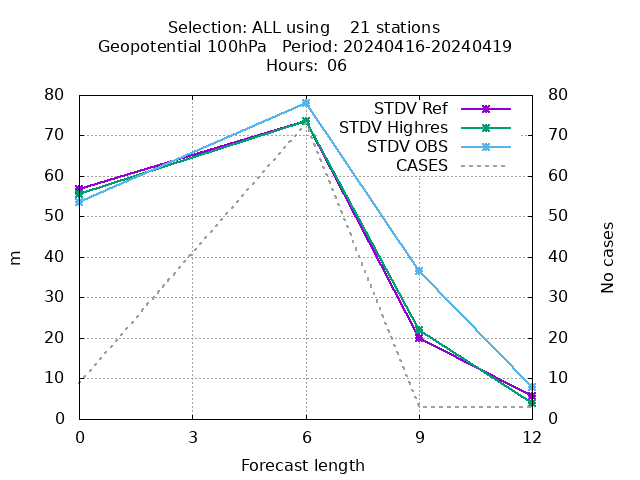 Selection: ALL using    21 stations
Geopotential 100hPa   Period: 20240416-20240419
Hours: 06
STDV Ref
STDV Highres
STDV OBS
CASES
80
70
60
50
40
30
20
10
0
80
70
60
50
40
30
20
10
0
m
No cases
0 3 6 9 12
Forecast length